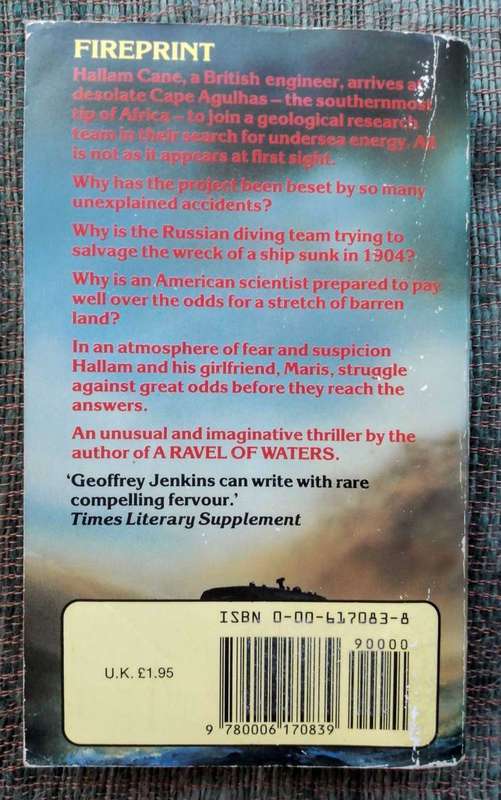 FIREPRINT
Hallam Cane, a British engineer, arrives at
desolate Cape Agulhas – the southernmost
tip of Africa – to join a geological research
team in their search for undersea energy. All
is not as it appears at first sight.
Why has the project been beset by so many
unexplained accidents?
Why is the Russian diving team trying to
salvage the wreck of a ship sunk in 1904?
Why is an American scientist prepared to pay
well over the odds for a stretch of barren
land?
In an atmosphere of fear and suspicion
Hallam and his girlfriend, Maris, struggle
against great odds before they reach the
answers.
An unusual and imaginative thriller by the
author of A RAVEL OF WATERS.
‘Geoffrey Jenkins can write with rare
compelling fervour.’
Times Literary Supplement
ISBN 0-00-617083-8
90000
U.K. £1.95
9 780006 170839